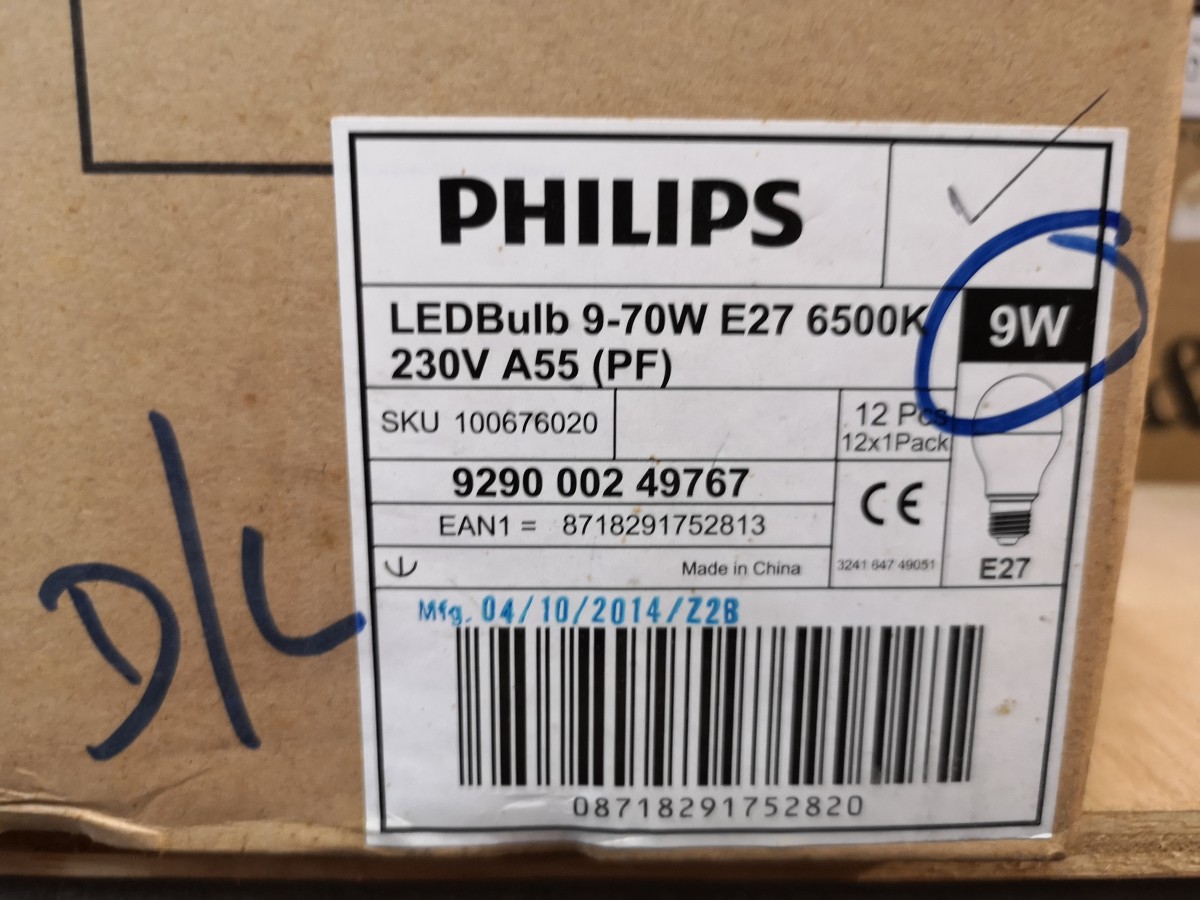 PHILIPS
LEDBulb 9-70W E27 6500K
230V A55 (PF)
9W
SKU 100676020
12 Pcs
12x1Pack
9290 002 49767
CE
EAN1 = 8718291752813
Made in China
3241 647 49051
E27
Mfg. 04/10/2014/Z2B
08718291752820
D/L
&